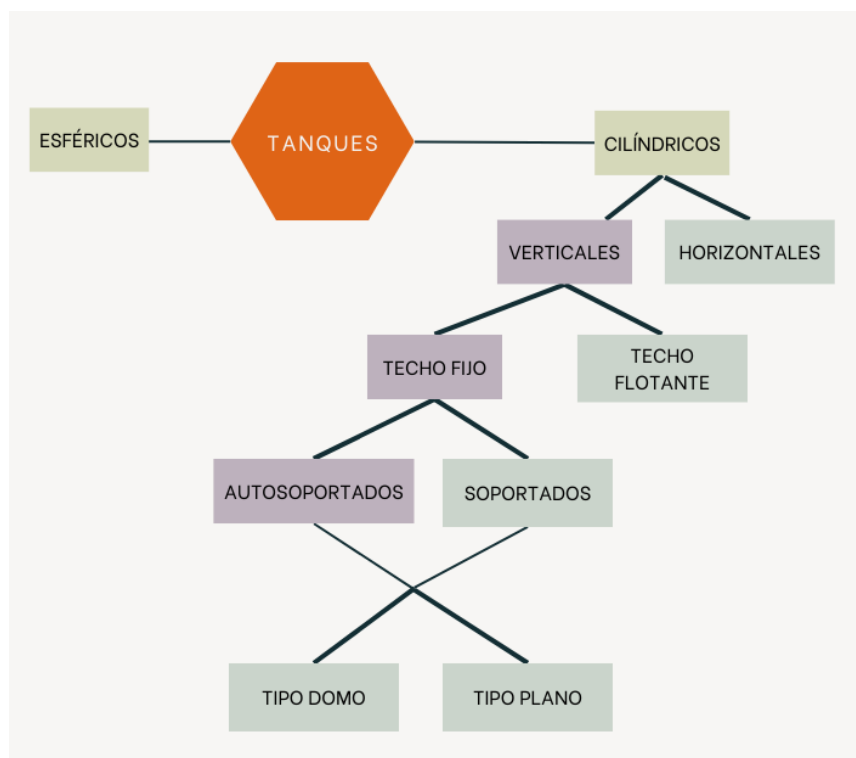 ESFÉRICOS
TANQUES
CILÍNDRICOS
VERTICALES
HORIZONTALES
TECHO FIJO
TECHO
FLOTANTE
AUTOSOPORTADOS
SOPORTADOS
TIPO DOMO
TIPO PLANO